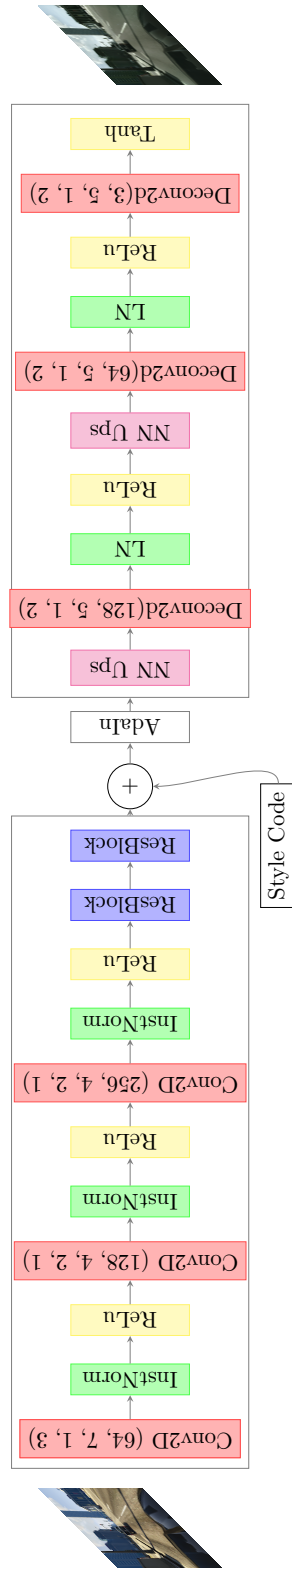 Conv2D (64, 7, 1, 3)
InstNorm
ReLu
Conv2D (128, 4, 2, 1)
InstNorm
ReLu
Conv2D (256, 4, 2, 1)
InstNorm
ReLu
ResBlock
ResBlock
Style Code
+
AdaIn
NN Ups
Deconv2d(128, 5, 1, 2)
LN
ReLu
NN Ups
Deconv2d(64, 5, 1, 2)
LN
ReLu
Deconv2d(3, 5, 1, 2)
Tanh